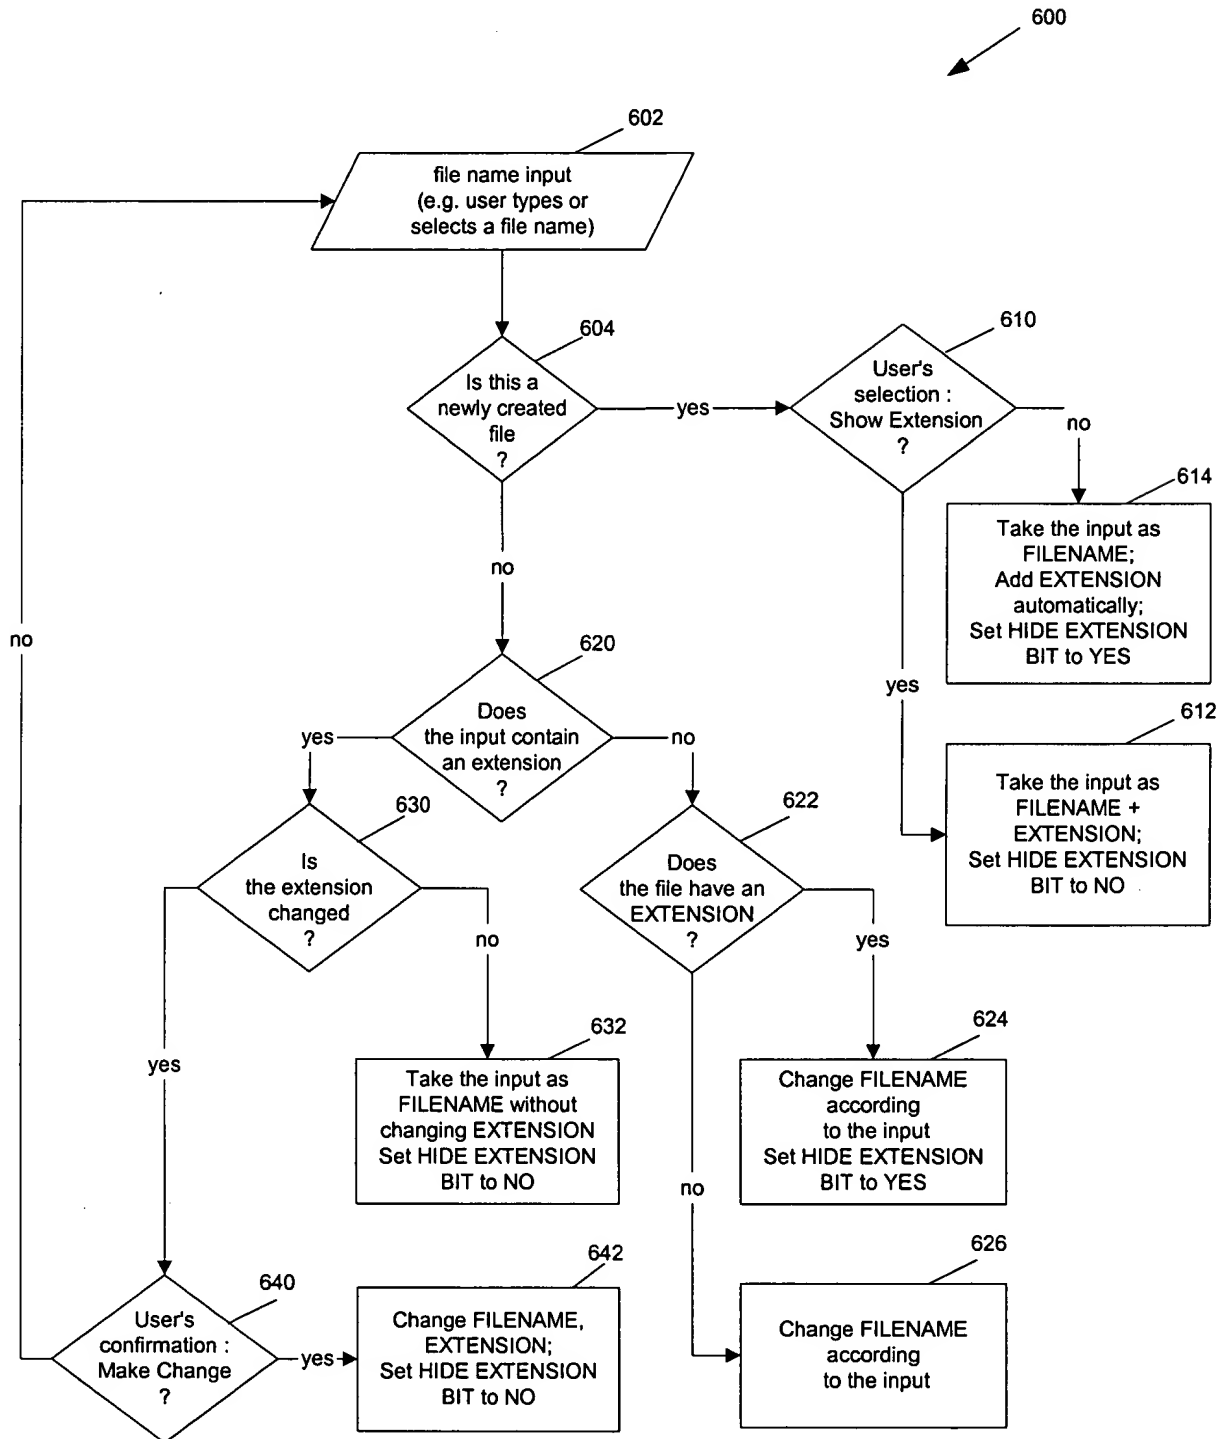 600
602
file name input
(e.g. user types or
selects a file name)
604
Is this a
newly created
file
?
yes
610
User's
selection :
Show Extension
?
no
614
Take the input as
FILENAME;
Add EXTENSION
automatically;
Set HIDE EXTENSION
BIT to YES
yes
612
Take the input as
FILENAME +
EXTENSION;
Set HIDE EXTENSION
BIT to NO
no
no
620
Does
the input contain
an extension
?
yes
no
630
Is
the extension
changed
?
622
Does
the file have an
EXTENSION
?
no
yes
yes
632
Take the input as
FILENAME without
changing EXTENSION
Set HIDE EXTENSION
BIT to NO
624
Change FILENAME
according
to the input
Set HIDE EXTENSION
BIT to YES
no
640
User's
confirmation :
Make Change
?
yes
642
Change FILENAME,
EXTENSION;
Set HIDE EXTENSION
BIT to NO
626
Change FILENAME
according
to the input